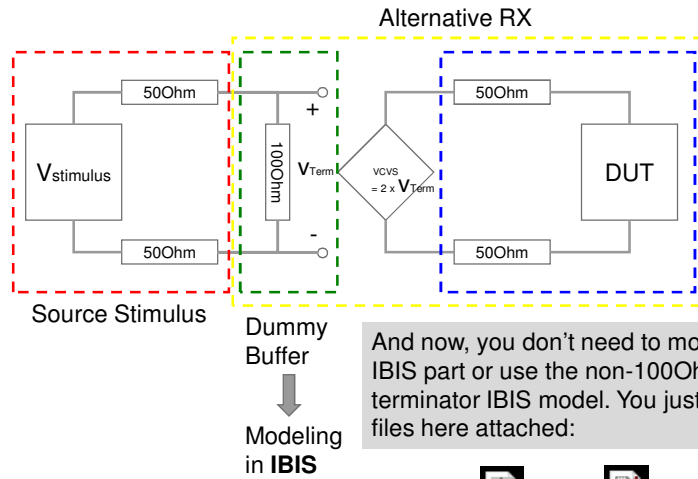 Alternative RX
50Ohm
50Ohm
+
Vstimulus
100Ohm
VTerm
VCVS
= 2 x VTerm
DUT
-
50Ohm
50Ohm
Source Stimulus
Dummy
Buffer
Modeling
in IBIS
And now, you don't need to mo
IBIS part or use the non-100Oh
terminator IBIS model. You just
files here attached: